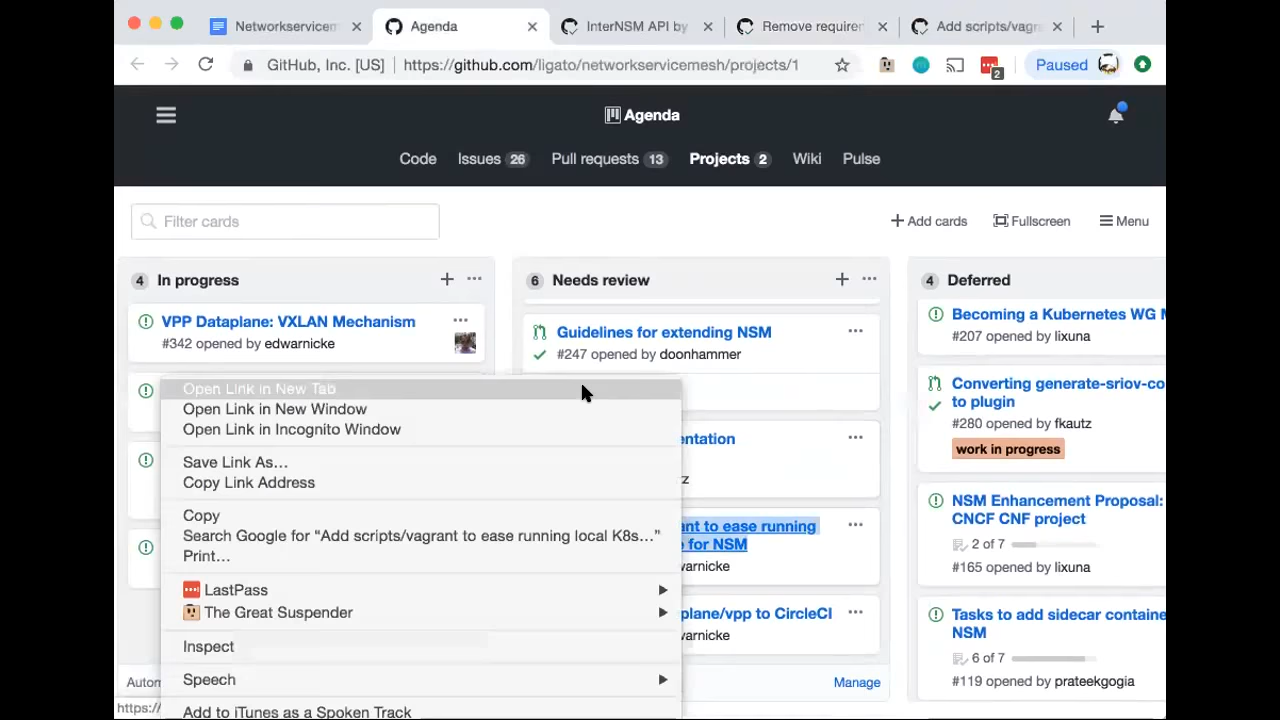 Networkservicem
Agenda
InterNSM API by
Remove requirem
Add scripts/vagra
GitHub, Inc. [US]
https://github.com/ligato/networkservicemesh/projects/1
2
Paused
Agenda
Code
Issues 26
Pull requests 13
Projects 2
Wiki
Pulse
Filter cards
Add cards
Fullscreen
Menu
4 In progress
VPP Dataplane: VXLAN Mechanism
#342 opened by edwarnicke
6 Needs review
Guidelines for extending NSM
#247 opened by doonhammer
entation
z
ant to ease running
e for NSM
warnicke
plane/vpp to CircleCI
warnicke
Manage
4 Deferred
Becoming a Kubernetes WG M
#207 opened by lixuna
Converting generate-sriov-co
to plugin
#280 opened by fkautz
work in progress
NSM Enhancement Proposal:
CNCF CNF project
2 of 7
#165 opened by lixuna
Tasks to add sidecar containe
NSM
6 of 7
#119 opened by prateekgogia
Open Link in New Tab
Open Link in New Window
Open Link in Incognito Window
Save Link As...
Copy Link Address
Copy
Search Google for “Add scripts/vagrant to ease running local K8s...”
Print...
LastPass
The Great Suspender
Inspect
Speech
Add to iTunes as a Spoken Track
Autom
https://